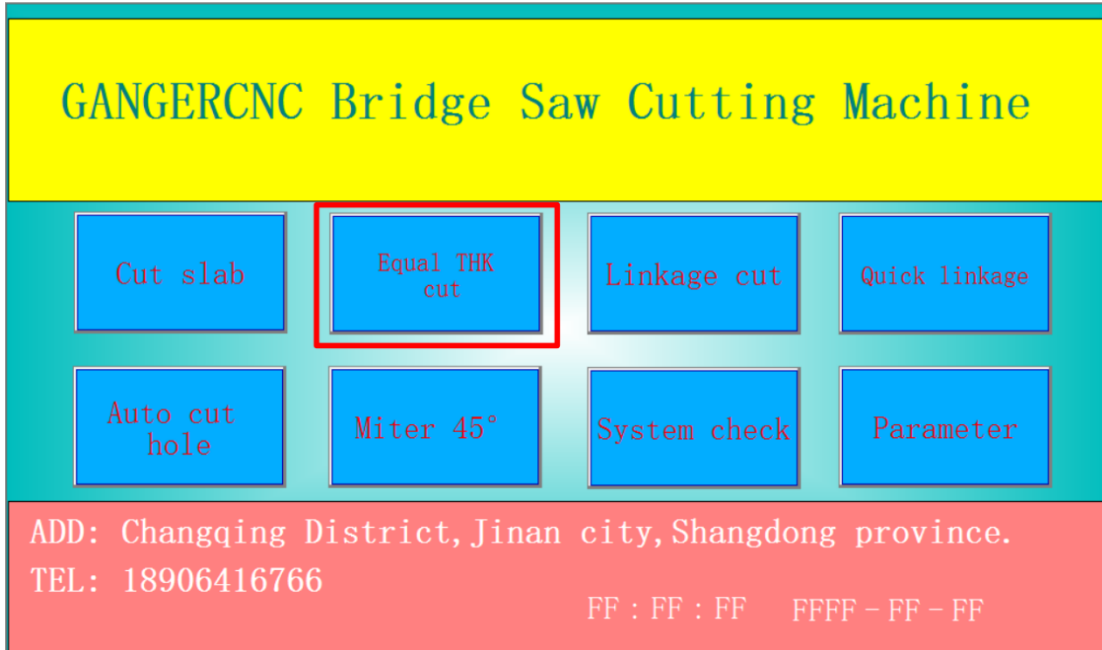 GANGERCNC Bridge Saw Cutting Machine
Cut slab
Equal THK
cut
Linkage cut
Quick linkage
Auto cut
hole
Miter 45°
System check
Parameter
ADD: Changqing District,Jinan city,Shangdong province.
TEL: 18906416766
FF : FF : FF FFFF - FF - FF